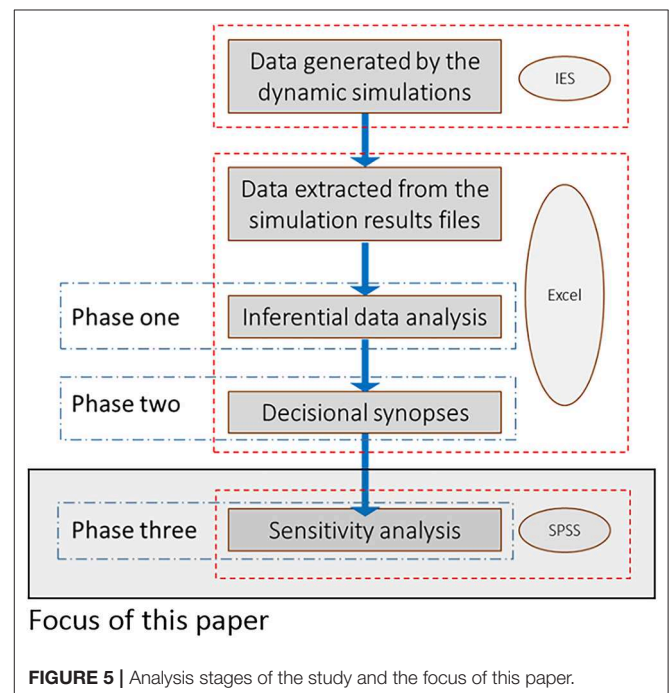 Data generated by the
dynamic simulations
IES
Data extracted from the
simulation results files
Excel
Phase one
Inferential data analysis
Phase two
Decisional synopses
Phase three
Sensitivity analysis
SPSS
Focus of this paper
FIGURE 5 | Analysis stages of the study and the focus of this paper.